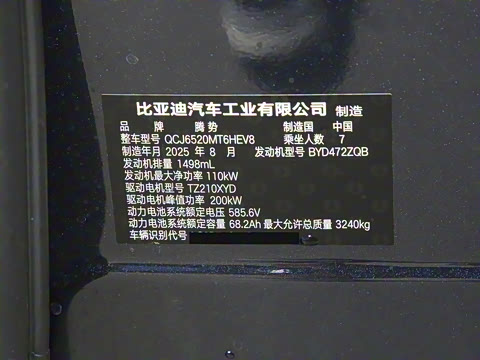 比亚迪汽车工业有限公司 制造
品 牌 腾势 制造国 中国
整车型号 QCJ6520MT6HEV8 乘坐人数 7
制造年月 2025 年 8 月 发动机型号 BYD472ZQB
发动机排量 1498mL
发动机最大净功率 110kW
驱动电机型号 TZ210XYD
驱动电机峰值功率 200kW
动力电池系统额定电压 585.6V
动力电池系统额定容量 68.2Ah 最大允许总质量 3240kg
车辆识别代号